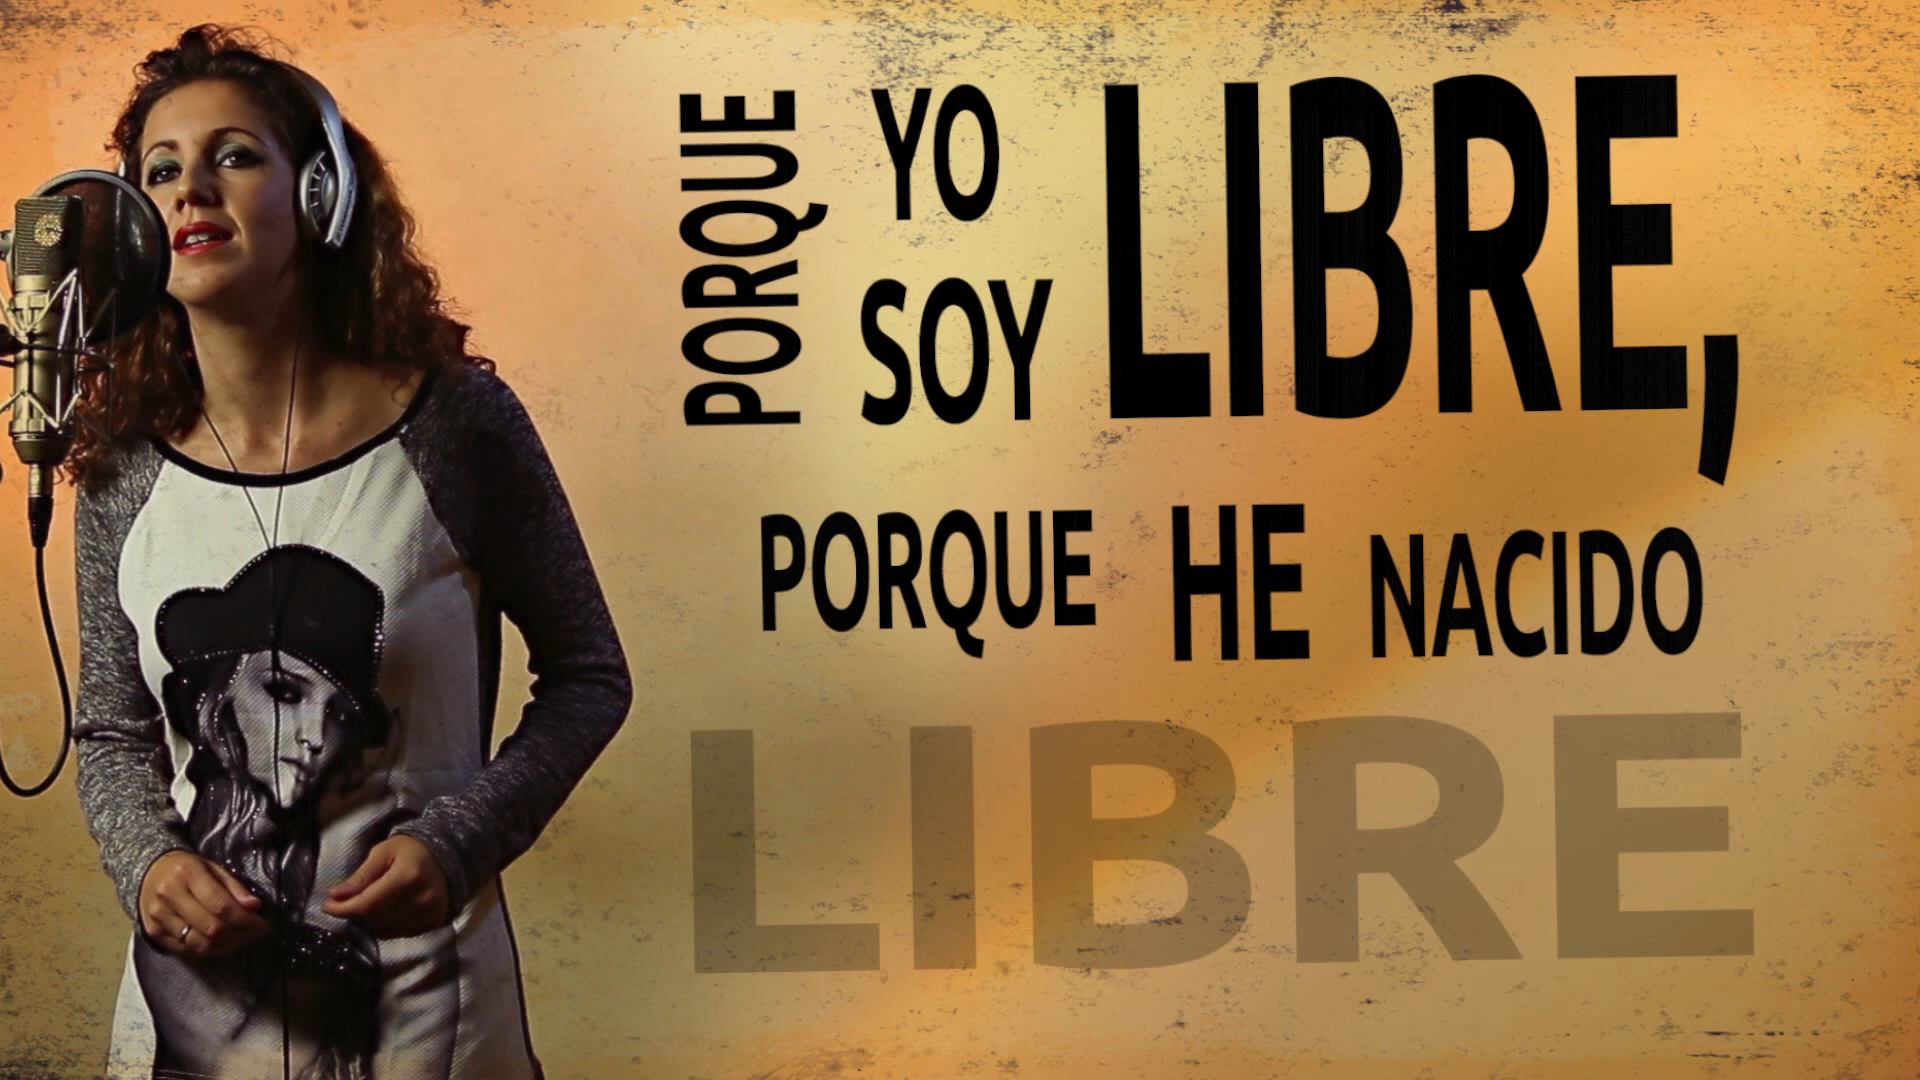 PORQUE
YO
SOY
LIBRE,
PORQUE HE NACIDO
LIBRE